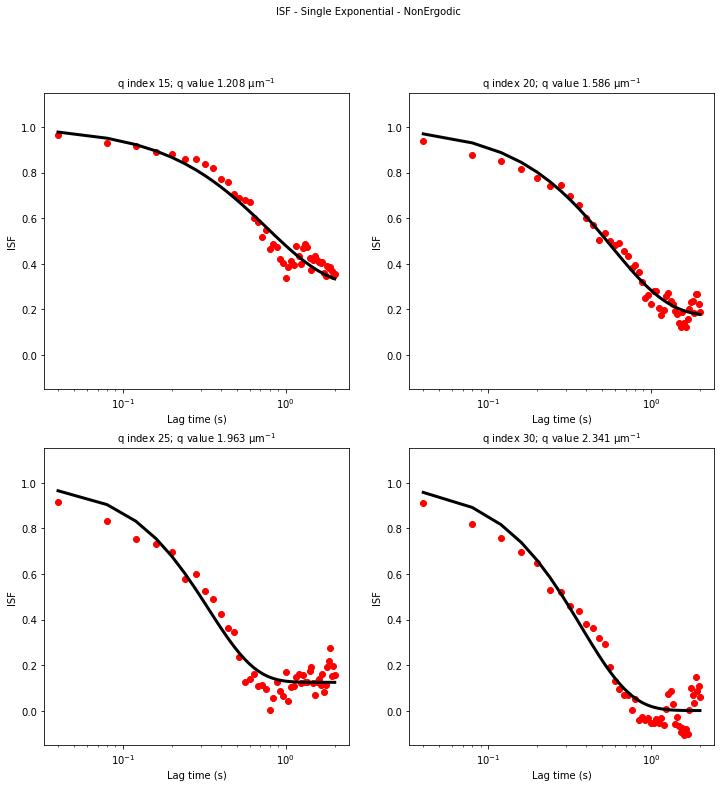 ISF - Single Exponential - NonErgodic
q index 15; q value 1.208 μm⁻¹
q index 20; q value 1.586 μm⁻¹
1.0
0.8
0.6
0.4
0.2
0.0
ISF
10⁻¹
10⁰
Lag time (s)
1.0
0.8
0.6
0.4
0.2
0.0
ISF
10⁻¹
10⁰
Lag time (s)
q index 25; q value 1.963 μm⁻¹
q index 30; q value 2.341 μm⁻¹
1.0
0.8
0.6
0.4
0.2
0.0
ISF
10⁻¹
10⁰
Lag time (s)
1.0
0.8
0.6
0.4
0.2
0.0
ISF
10⁻¹
10⁰
Lag time (s)